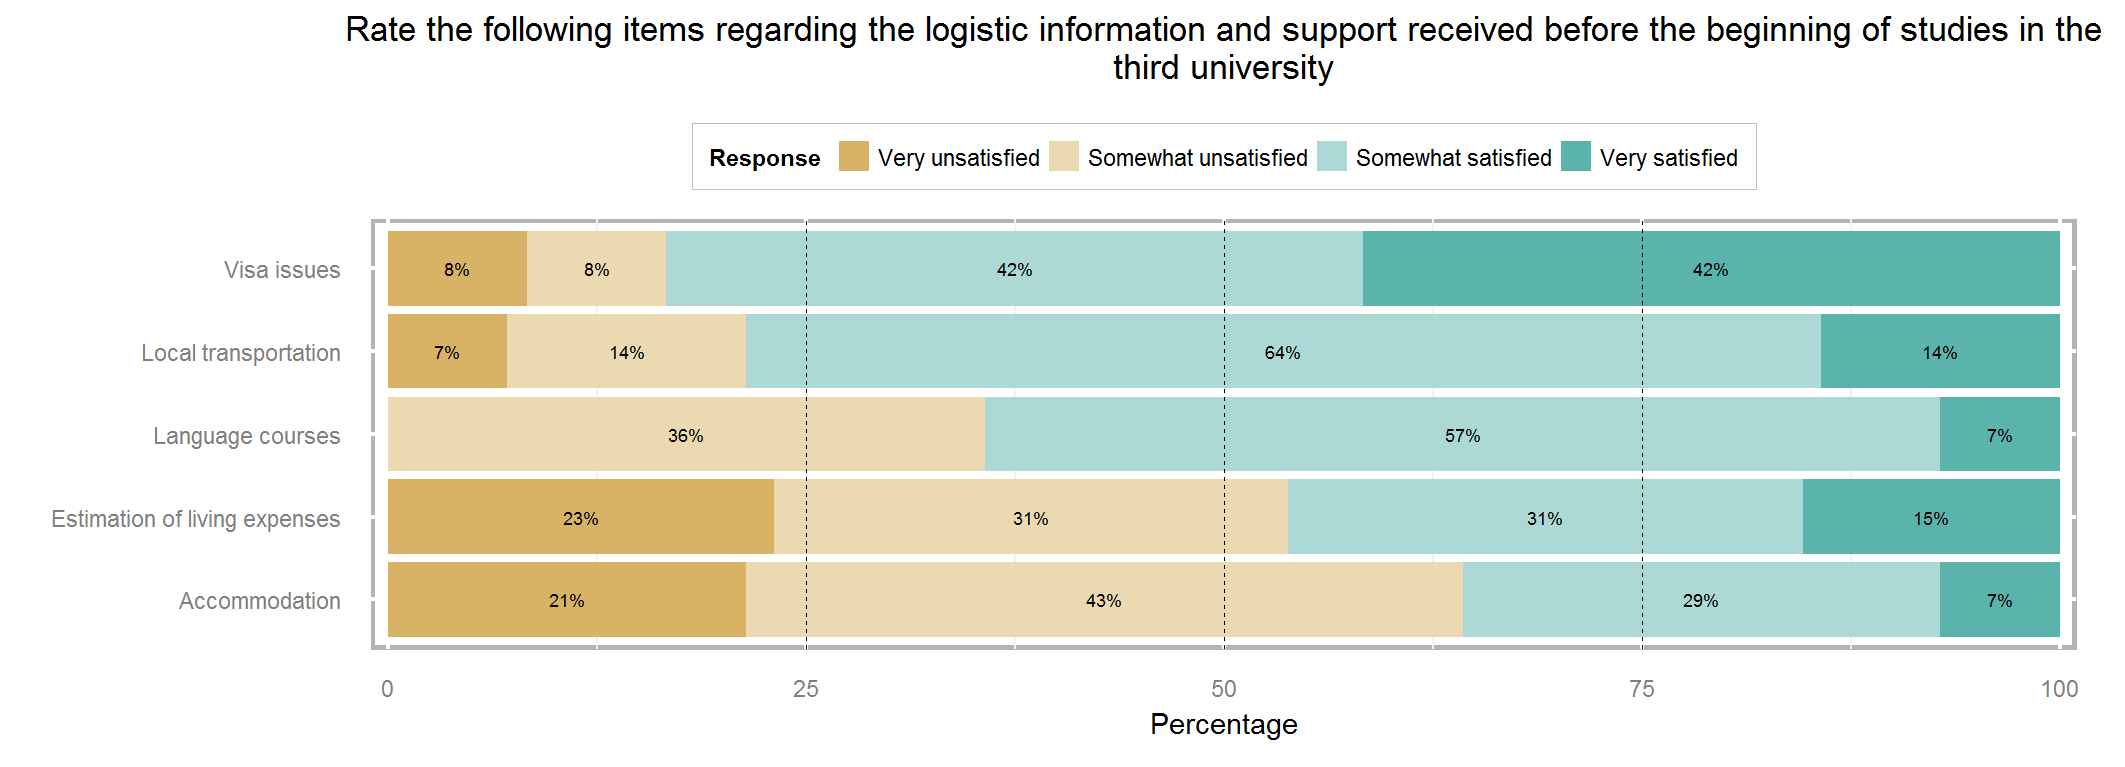 Rate the following items regarding the logistic information and support received before the beginning of studies in the
third university
Response Very unsatisfied Somewhat unsatisfied Somewhat satisfied Very satisfied
Visa issues 8% 8% 42% 42%
Local transportation 7% 14% 64% 14%
Language courses 36% 57% 7%
Estimation of living expenses 23% 31% 31% 15%
Accommodation 21% 43% 29% 7%
0 25 50 75 100
Percentage